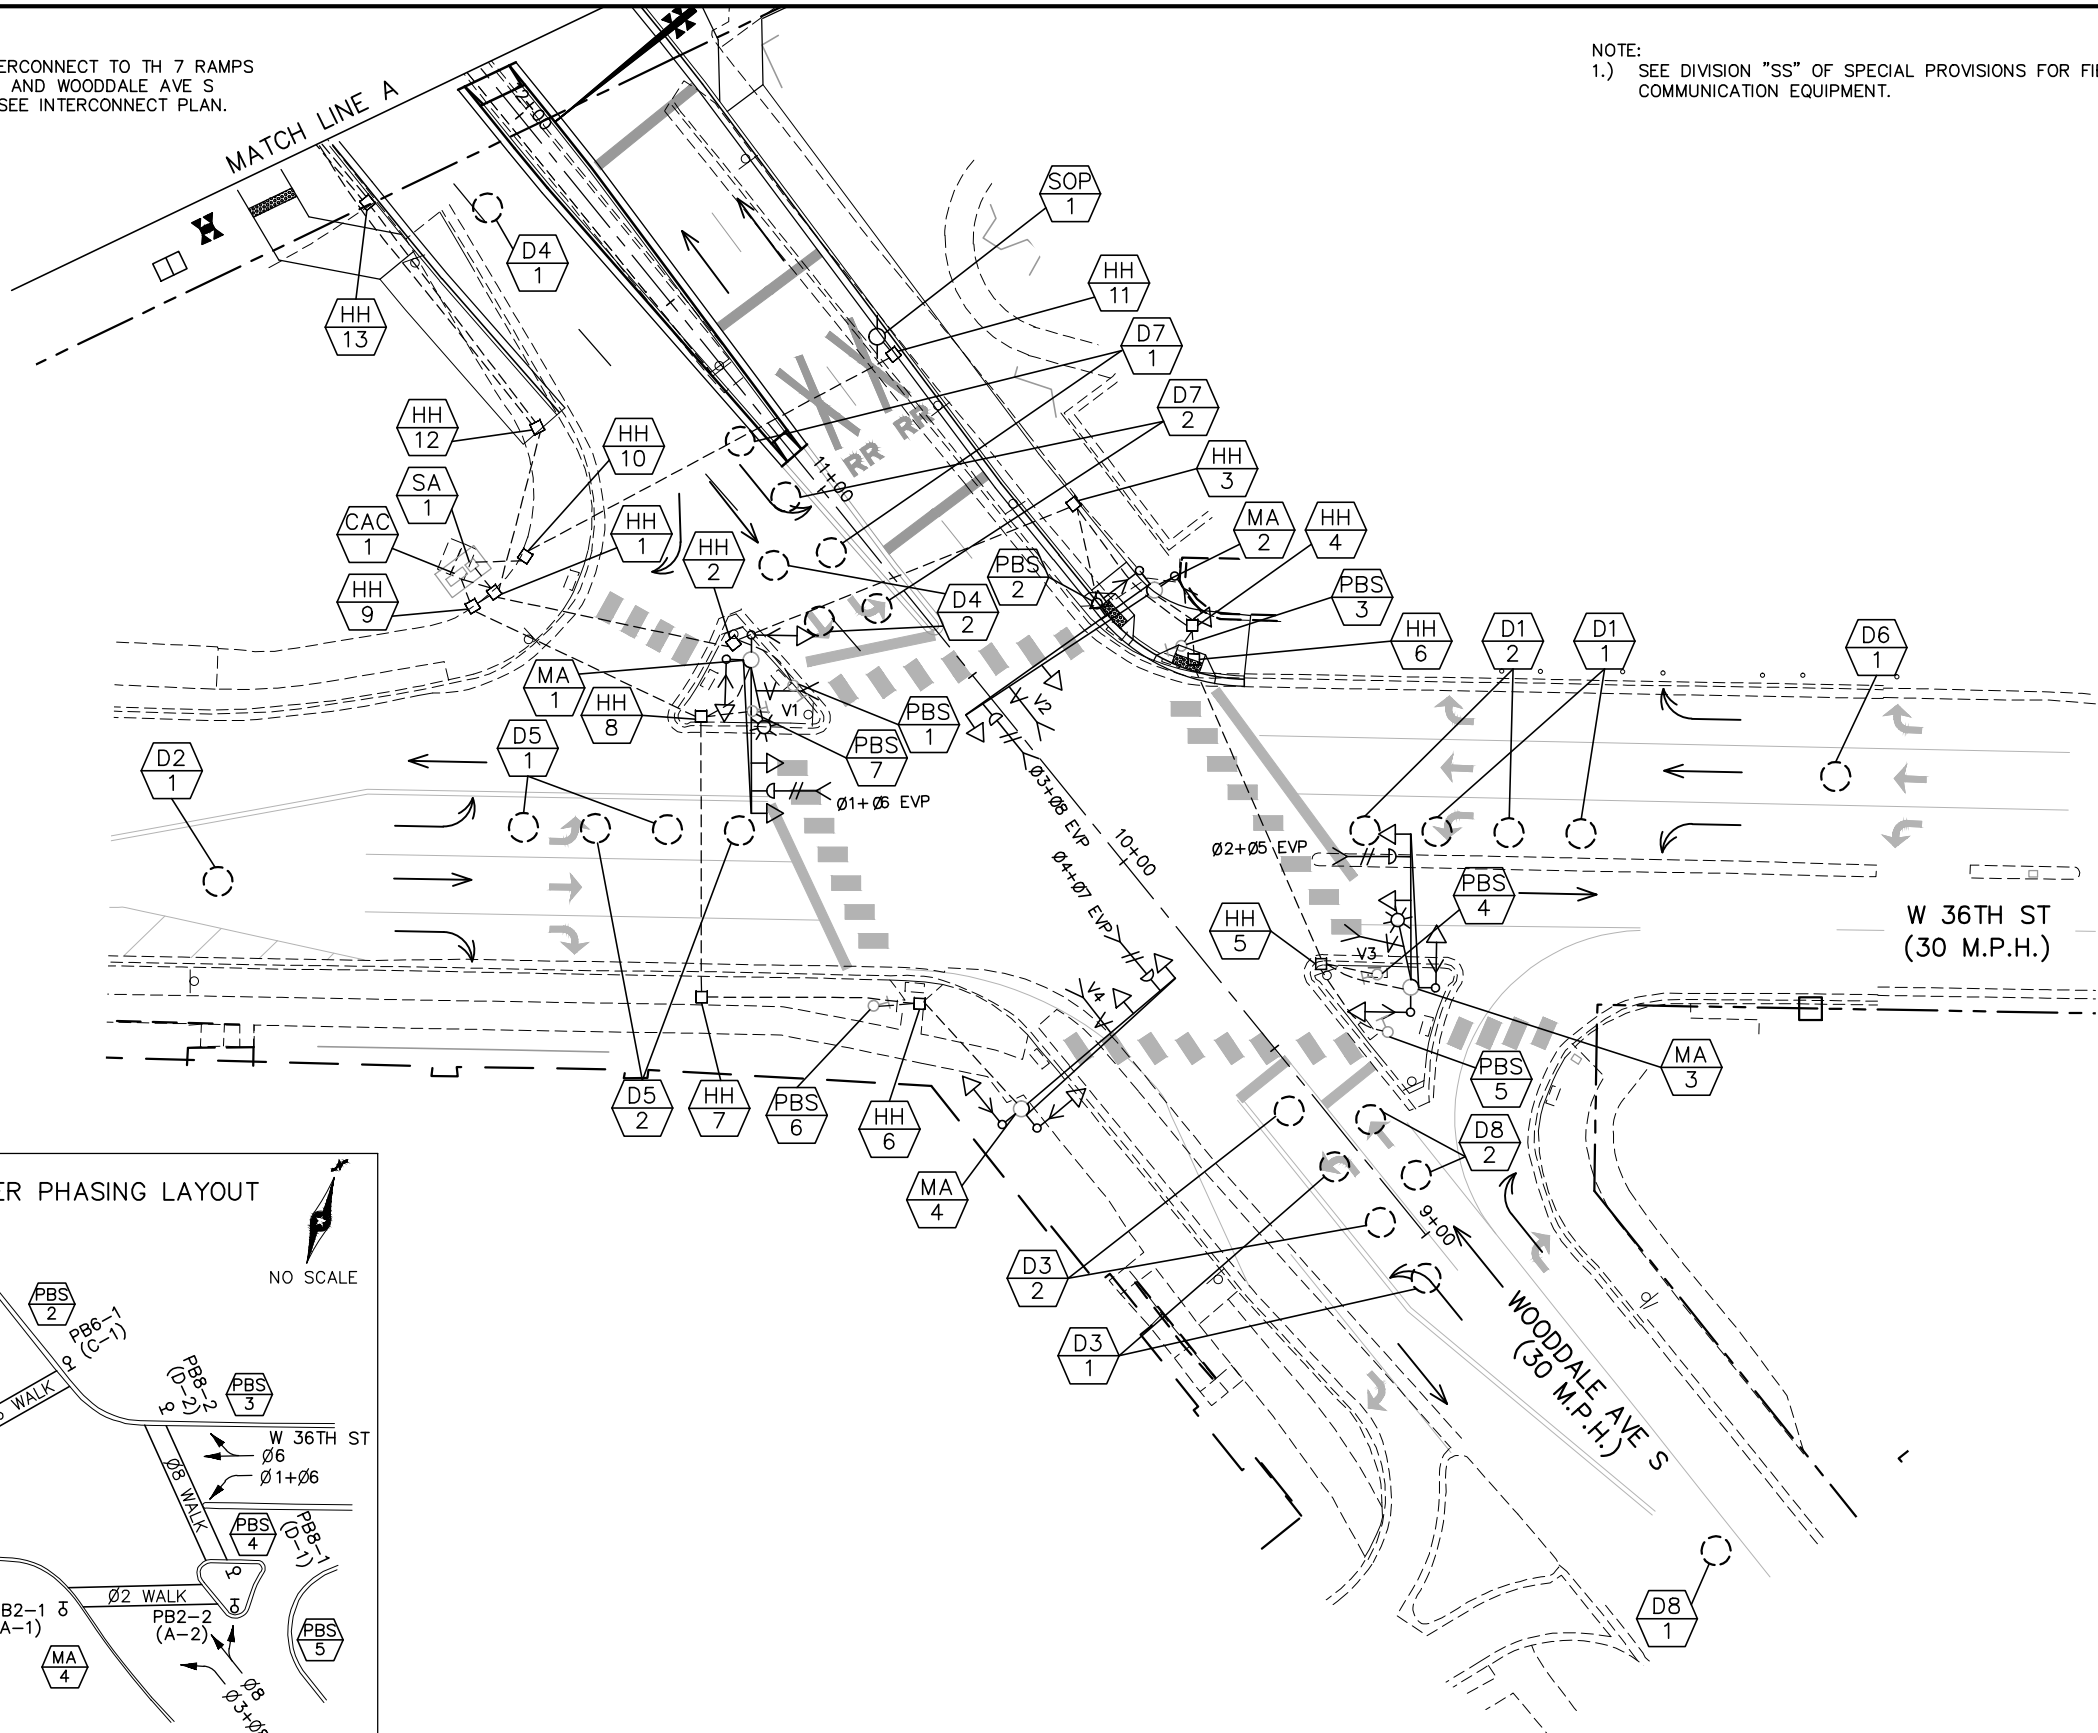 ERCONNECT TO TH 7 RAMPS
AND WOODDALE AVE S
SEE INTERCONNECT PLAN.
MATCH LINE A
NOTE:
1.) SEE DIVISION "SS" OF SPECIAL PROVISIONS FOR FI
COMMUNICATION EQUIPMENT.
12+00
SOP
1
D4
1
HH
11
HH
13
D7
1
D7
2
HH
12
HH
10
RR RR
11+00
HH
3
SA
1
CAC
1
HH
1
HH
2
MA
2
HH
4
PBS
2
PBS
3
HH
9
D4
2
HH
6
D1
2
D1
1
D6
1
MA
1
HH
8
V1
V2
PBS
1
PBS
7
D5
1
D2
1
Ø1+Ø6 EVP
Ø3+Ø8 EVP
10+00
Ø2+Ø5 EVP
Ø4+Ø7 EVP
PBS
4
HH
5
V3
W 36TH ST
(30 M.P.H.)
V4
D5
2
HH
7
PBS
6
HH
6
PBS
5
MA
3
D8
2
MA
4
9+00
D3
2
D3
1
WOODDALE AVE S
(30 M.P.H.)
D8
1
ER PHASING LAYOUT
NO SCALE
PBS
2
PB6-1
(C-1)
WALK
PB8-2
(D-2)
PBS
3
W 36TH ST
Ø6
Ø1+Ø6
Ø8 WALK
PBS
4
PB8-1
(D-1)
Ø2 WALK
B2-1
A-1)
PB2-2
(A-2)
PBS
5
MA
4
Ø8
Ø3+Ø8